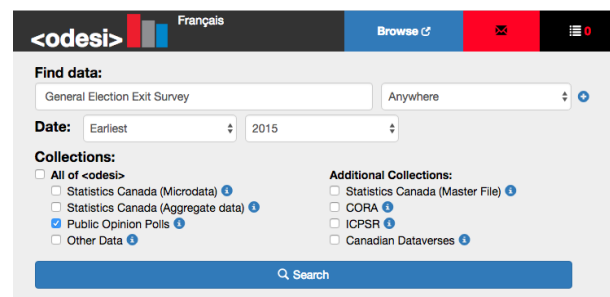 <odesi>
Français
Browse
0
Find data:
General Election Exit Survey
Anywhere
Date:
Earliest
2015
Collections:
All of <odesi>
Additional Collections:
Statistics Canada (Microdata)
Statistics Canada (Master File)
Statistics Canada (Aggregate data)
CORA
Public Opinion Polls
ICPSR
Other Data
Canadian Dataverses
Search